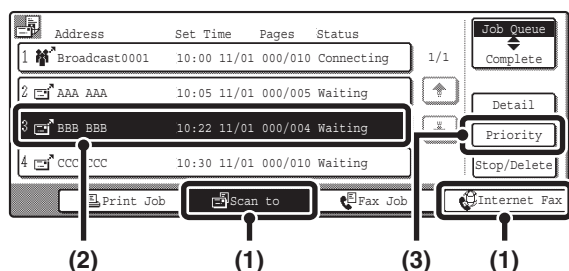 Address Set Time Pages Status
Job Queue
Complete
1 Broadcast0001 10:00 11/01 000/010 Connecting
1/1
2 AAA AAA 10:05 11/01 000/005 Waiting
Detail
3 BBB BBB 10:22 11/01 000/004 Waiting
Priority
4 CCC CCC 10:30 11/01 000/010 Waiting
Stop/Delete
Print Job Scan to Fax Job Internet Fax
(2) (1) (3) (1)